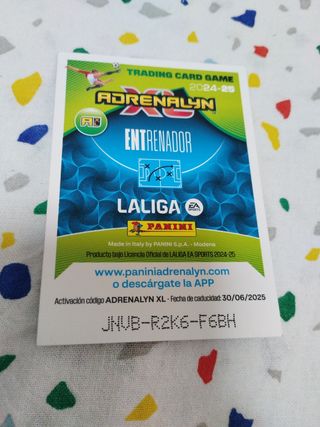 TRADING CARD GAME
2024-25
ADRENALYN
XL
ENTRENADOR
LALIGA
EA SPORTS
PANINI
Made in Italy by PANINI S.p.A. - Modena
Producto bajo Licencia Oficial de LALIGA EA SPORTS 2024-25
www.paniniadrenalyn.com
o descárgate la APP
Activación código ADRENALYN XL - Fecha de caducidad: 30/06/2025
JNVB-R2K6-F6BH